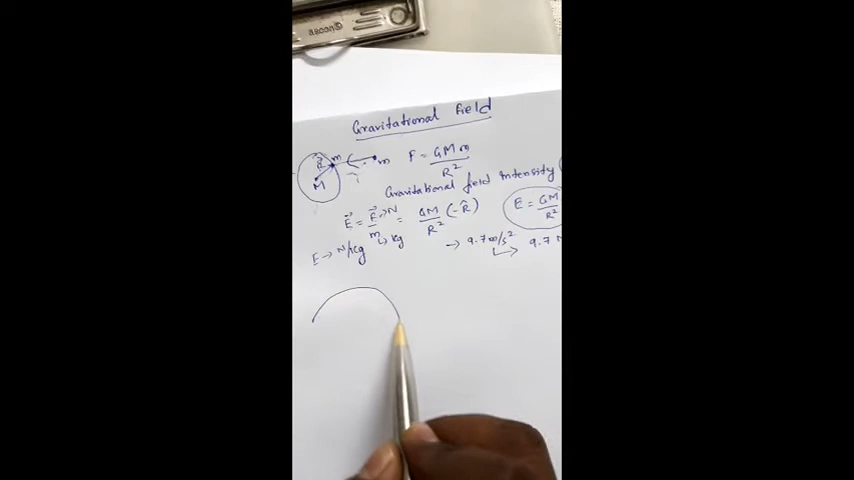 Gravitational Field
R m m M
F = GMm/R²
Gravitational field Intensity (
E⃗ = F⃗/m → N ↳ kg = GM/R² (-R̂)
E = GM/R²
E → N/kg
→ 9.7 m/s²
↳ 9.7 N